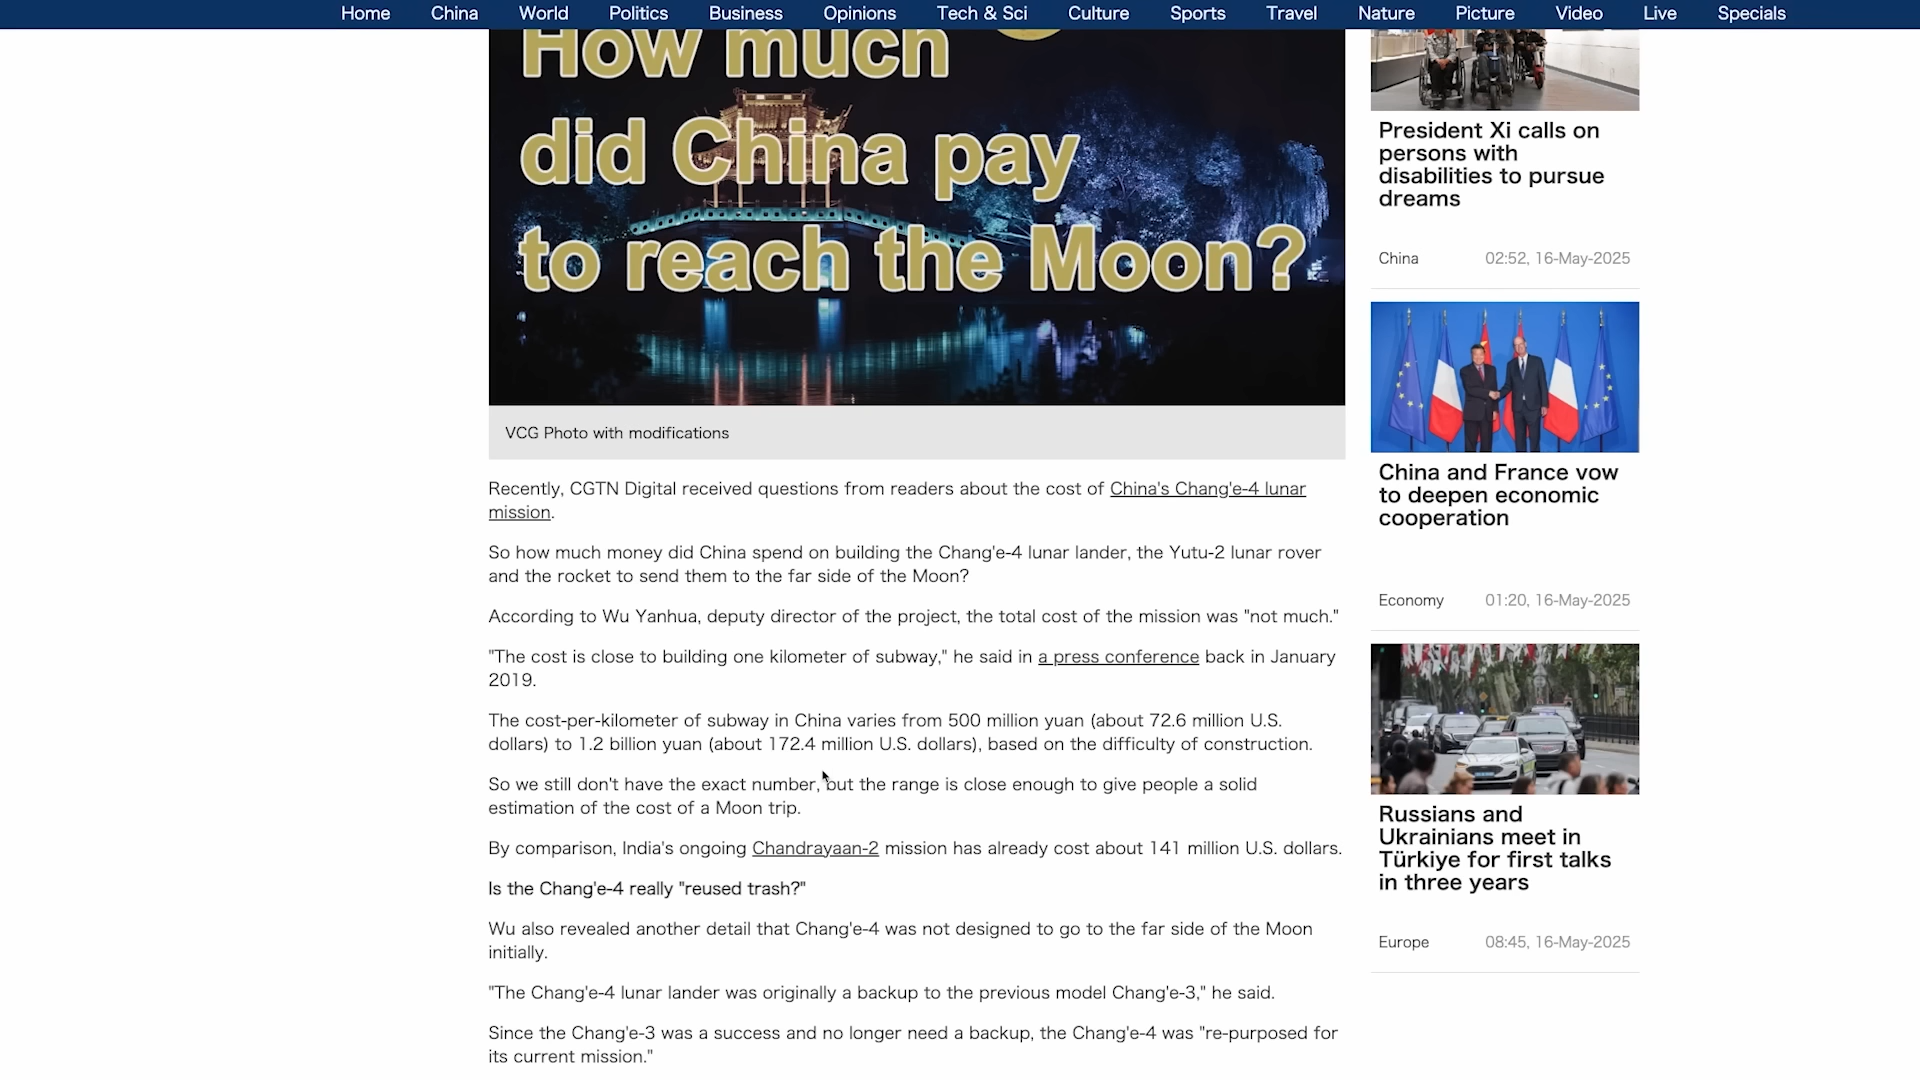 Home China World Politics Business Opinions Tech & Sci Culture Sports Travel Nature Picture Video Live Specials
How much
did China pay
to reach the Moon?
VCG Photo with modifications
Recently, CGTN Digital received questions from readers about the cost of China's Chang'e-4 lunar
mission.
So how much money did China spend on building the Chang'e-4 lunar lander, the Yutu-2 lunar rover
and the rocket to send them to the far side of the Moon?
According to Wu Yanhua, deputy director of the project, the total cost of the mission was "not much."
"The cost is close to building one kilometer of subway," he said in a press conference back in January
2019.
The cost-per-kilometer of subway in China varies from 500 million yuan (about 72.6 million U.S.
dollars) to 1.2 billion yuan (about 172.4 million U.S. dollars), based on the difficulty of construction.
So we still don't have the exact number, but the range is close enough to give people a solid
estimation of the cost of a Moon trip.
By comparison, India's ongoing Chandrayaan-2 mission has already cost about 141 million U.S. dollars.
Is the Chang'e-4 really "reused trash?"
Wu also revealed another detail that Chang'e-4 was not designed to go to the far side of the Moon
initially.
"The Chang'e-4 lunar lander was originally a backup to the previous model Chang'e-3," he said.
Since the Chang'e-3 was a success and no longer need a backup, the Chang'e-4 was "re-purposed for
its current mission."
President Xi calls on
persons with
disabilities to pursue
dreams
China 02:52, 16-May-2025
China and France vow
to deepen economic
cooperation
Economy 01:20, 16-May-2025
Russians and
Ukrainians meet in
Türkiye for first talks
in three years
Europe 08:45, 16-May-2025